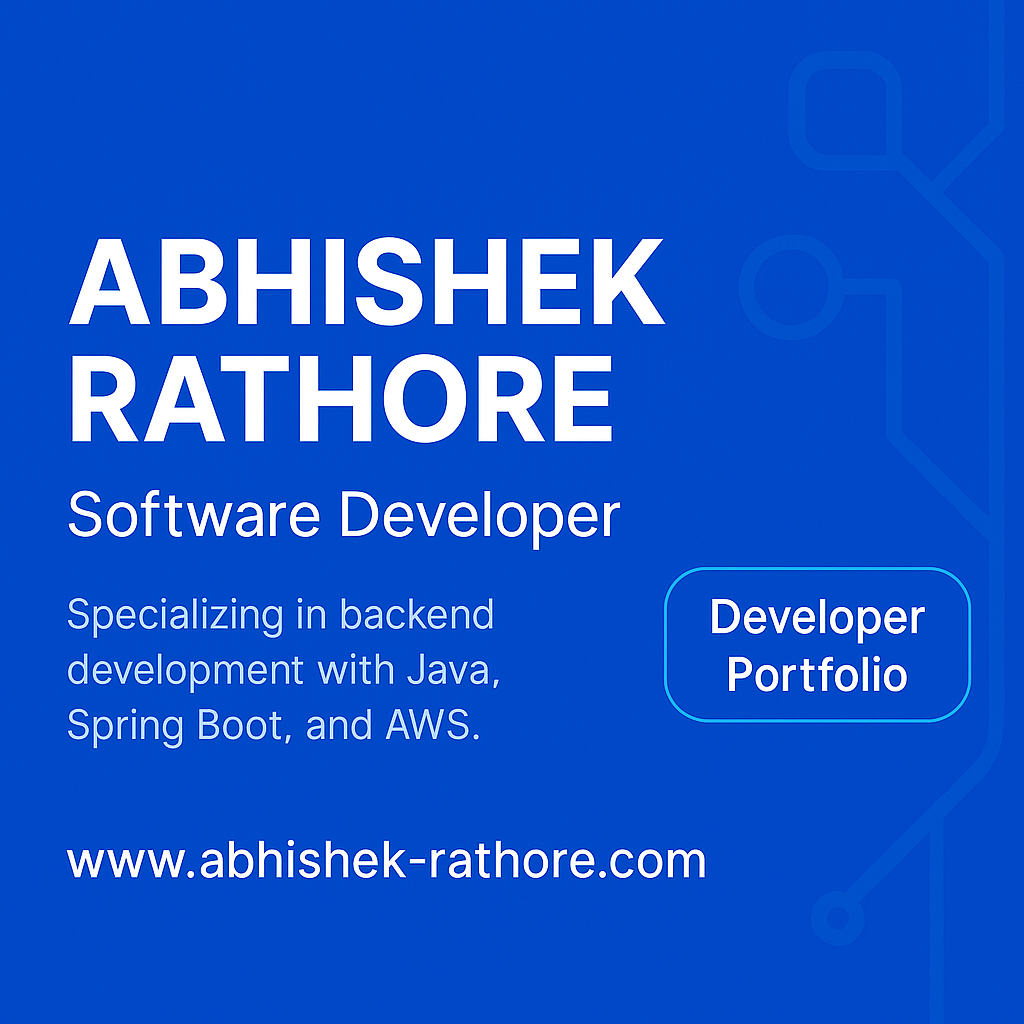 ABHISHEK
RATHORE
Software Developer
Specializing in backend
development with Java,
Spring Boot, and AWS.
Developer
Portfolio
www.abhishek-rathore.com